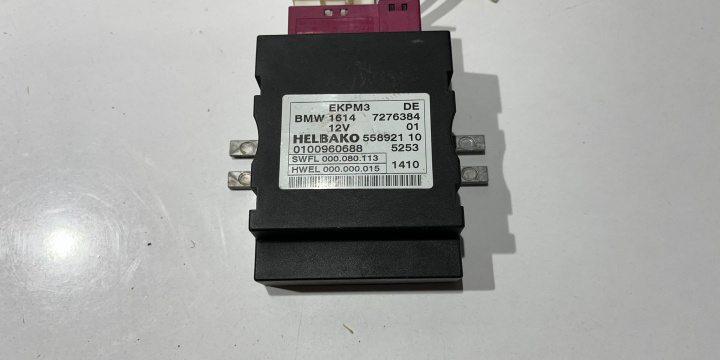 EKPM3 DE
BMW 1614 7276384
12V 01
HELBAKO 558921 10
0100960688 5253
SWFL 000.080.113
HWEL 000.000.015 1410